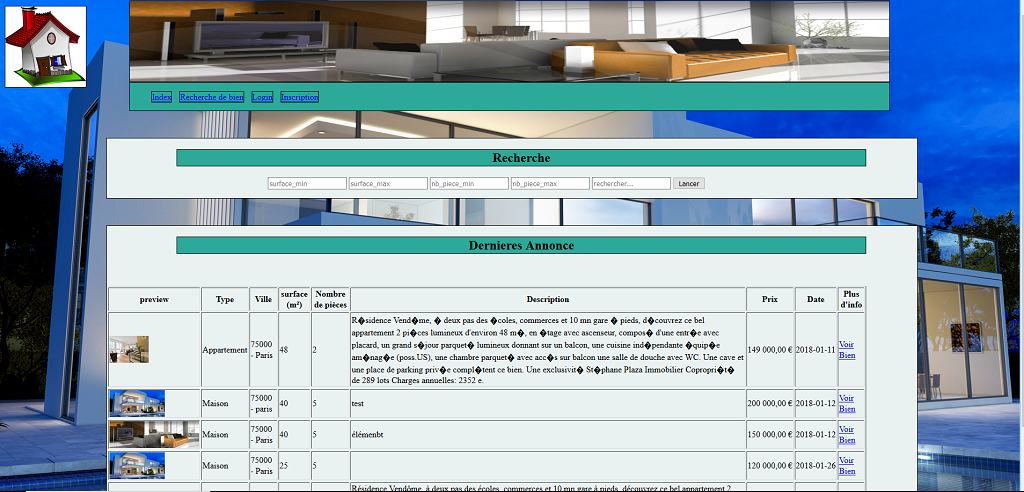 Index Recherche de bien Login Inscription
Recherche
surface_min surface_max nb_piece_min nb_piece_max rechercher... Lancer
Dernieres Annonce
preview Type Ville surface (m²) Nombre de pièces Description Prix Date Plus d'info
R�sidence Vend�me, � deux pas des �coles, commerces et 10 mn gare � pieds, d�couvrez ce bel
appartement 2 pi�ces lumineux d'environ 48 m�, en �tage avec ascenseur, compos� d'une entr�e avec
placard, un grand s�jour parquet� lumineux donnant sur un balcon, une cuisine ind�pendante �quip�e
Appartement 75000 - Paris 48 2 am�nag�e (poss.US), une chambre parquet� avec acc�s sur balcon une salle de douche avec WC. Une cave et 149 000,00 € 2018-01-11 Voir Bien
une place de parking priv�e compl�tent ce bien. Une exclusivit� St�phane Plaza Immobilier Copropri�t�
de 289 lots Charges annuelles: 2352 e.
Maison 75000 - paris 40 5 test 200 000,00 € 2018-01-12 Voir Bien
Maison 75000 - Paris 40 5 élémenbt 150 000,00 € 2018-01-12 Voir Bien
Maison 75000 - Paris 25 5 120 000,00 € 2018-01-26 Voir Bien
Résidence Vendôme, à deux pas des écoles, commerces et 10 mn gare à pieds, découvrez ce bel appartement 2